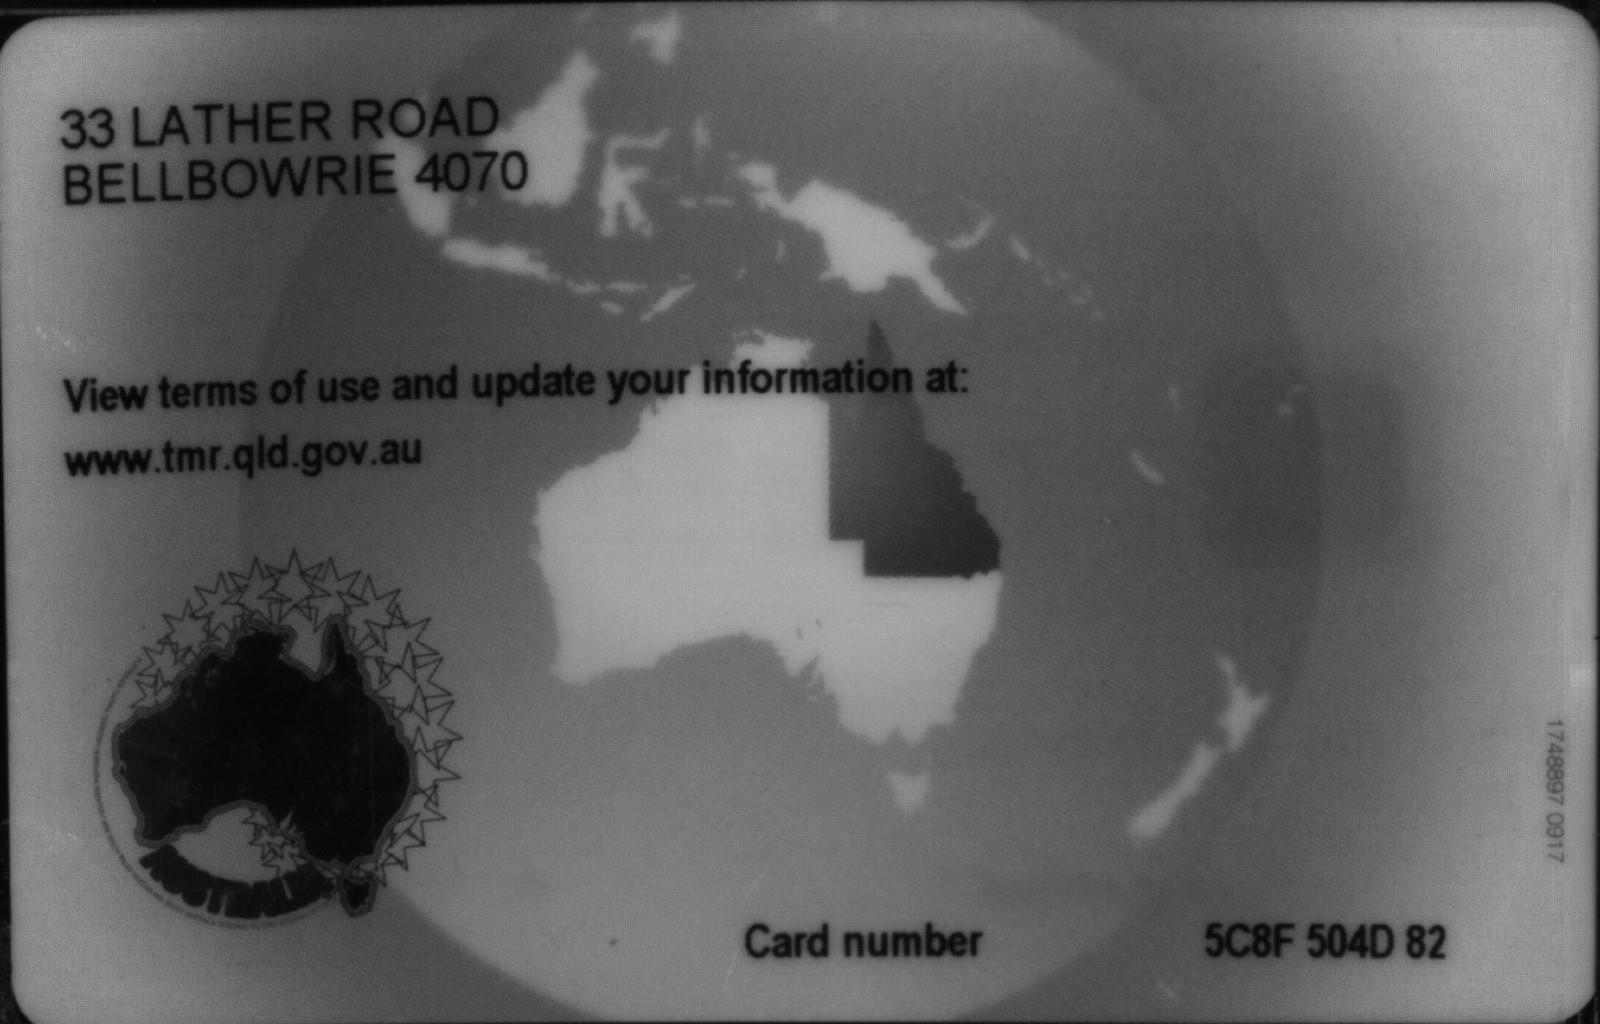 33 LATHER ROAD
BELLBOWRIE 4070
View terms of use and update your information at:
www.tmr.qld.gov.au
Card number 5C8F 504D 82
1748897 0917